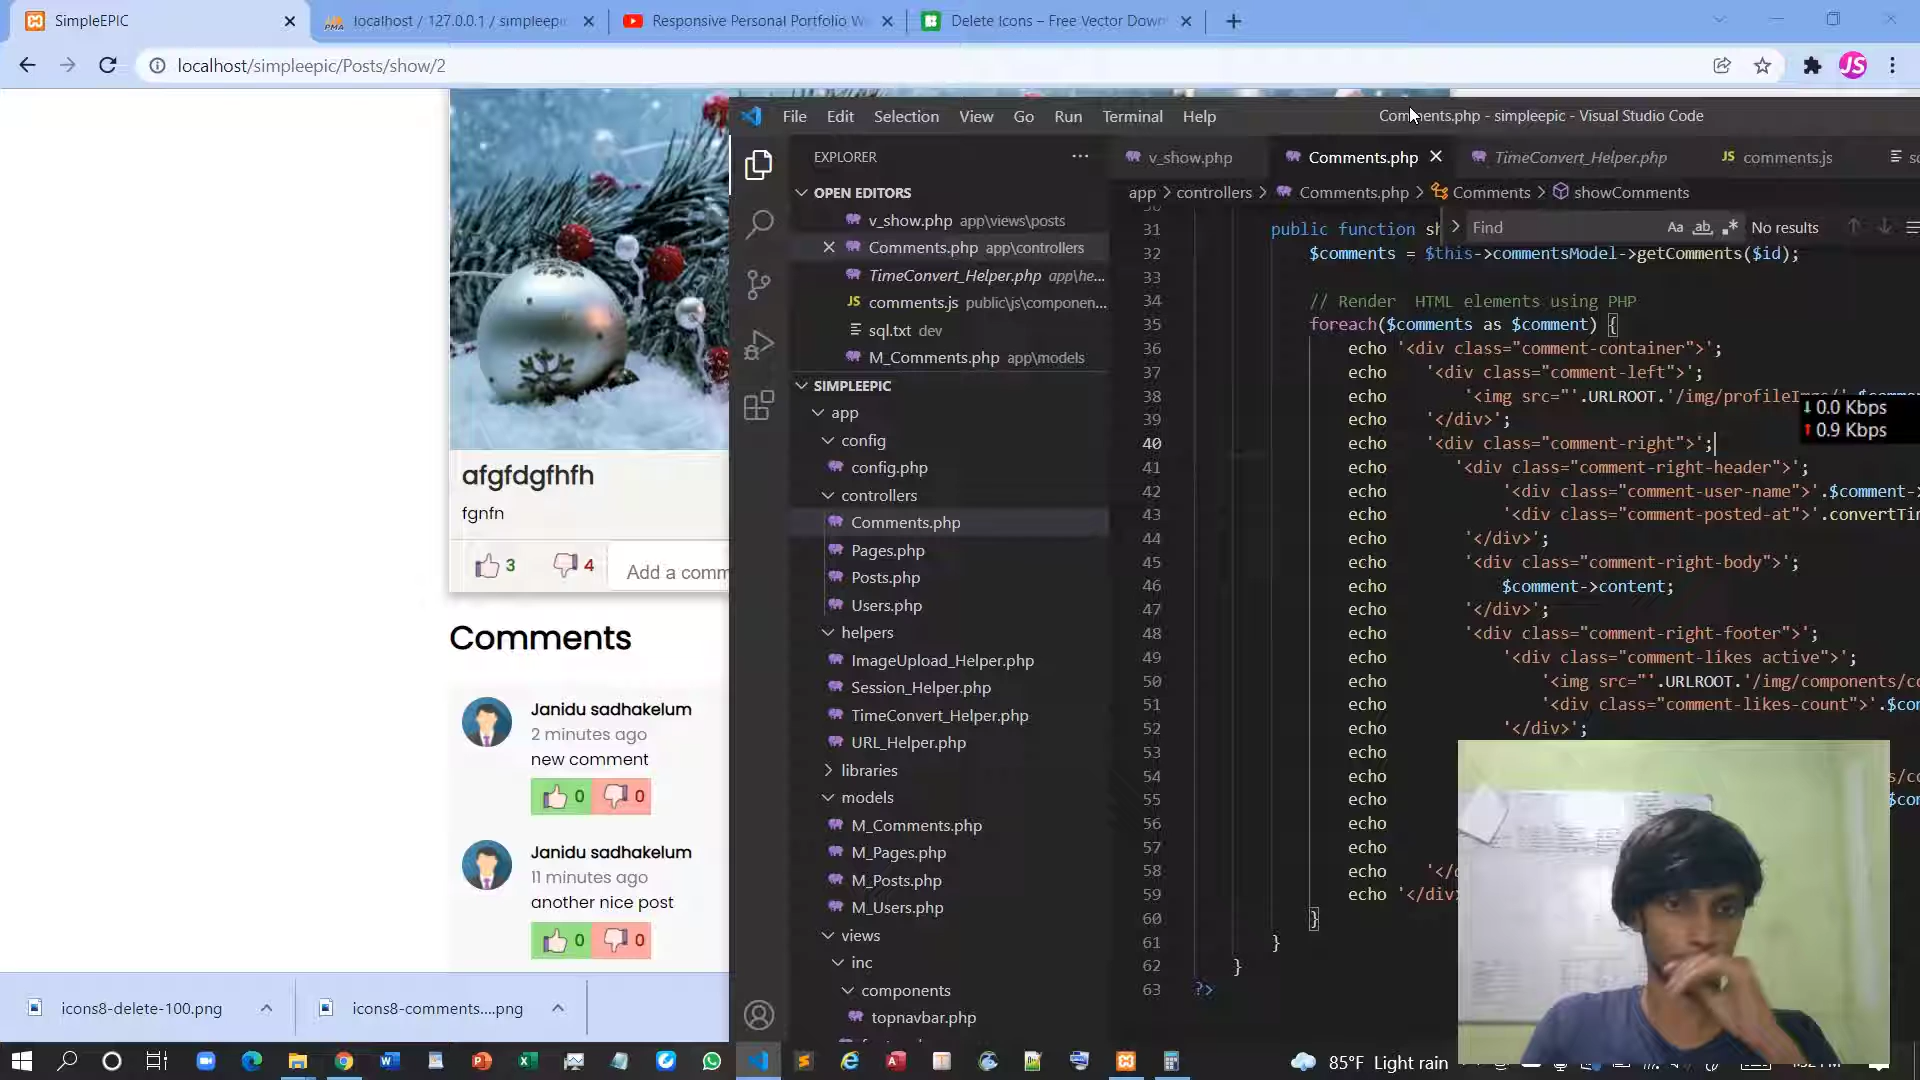 SimpleEPIC
localhost / 127.0.0.1 / simpleepic
Responsive Personal Portfolio W
Delete Icons – Free Vector Down
localhost/simpleepic/Posts/show/2
JS
File Edit Selection View Go Run Terminal Help
Comments.php - simpleepic - Visual Studio Code
EXPLORER
v_show.php
Comments.php
TimeConvert_Helper.php
JS comments.js
OPEN EDITORS
app > controllers > Comments.php > Comments > showComments
v_show.php app\views\posts
Comments.php app\controllers
TimeConvert_Helper.php app\he...
JS comments.js public\js\componen...
sql.txt dev
M_Comments.php app\models
SIMPLEEPIC
app
config
config.php
controllers
Comments.php
Pages.php
Posts.php
Users.php
helpers
ImageUpload_Helper.php
Session_Helper.php
TimeConvert_Helper.php
URL_Helper.php
libraries
models
M_Comments.php
M_Pages.php
M_Posts.php
M_Users.php
views
inc
components
topnavbar.php
Find
Aa ab No results
31 public function sh
32 $comments = $this->commentsModel->getComments($id);
33
34 // Render HTML elements using PHP
35 foreach($comments as $comment) {
36 echo '<div class="comment-container">';
37 echo '<div class="comment-left">';
38 echo '<img src="'.URLROOT.'/img/profileImgs/'.$comme
39 echo '</div>';
40 echo '<div class="comment-right">';
41 echo '<div class="comment-right-header">';
42 echo '<div class="comment-user-name">'.$comment->
43 echo '<div class="comment-posted-at">'.convertTim
44 echo '</div>';
45 echo '<div class="comment-right-body">';
46 echo $comment->content;
47 echo '</div>';
48 echo '<div class="comment-right-footer">';
49 echo '<div class="comment-likes active">';
50 echo '<img src="'.URLROOT.'/img/components/co
51 echo '<div class="comment-likes-count">'.$com
52 echo '</div>';
53 echo
54 echo s/co
55 echo $com
56 echo
57 echo
58 echo '</d
59 echo '</div>
60 }
61 }
62 }
63 ?>
0.0 Kbps
0.9 Kbps
afgfdgfhfh
fgnfn
3 4 Add a comm
Comments
Janidu sadhakelum
2 minutes ago
new comment
0 0
Janidu sadhakelum
11 minutes ago
another nice post
0 0
icons8-delete-100.png
icons8-comments....png
85°F Light rain